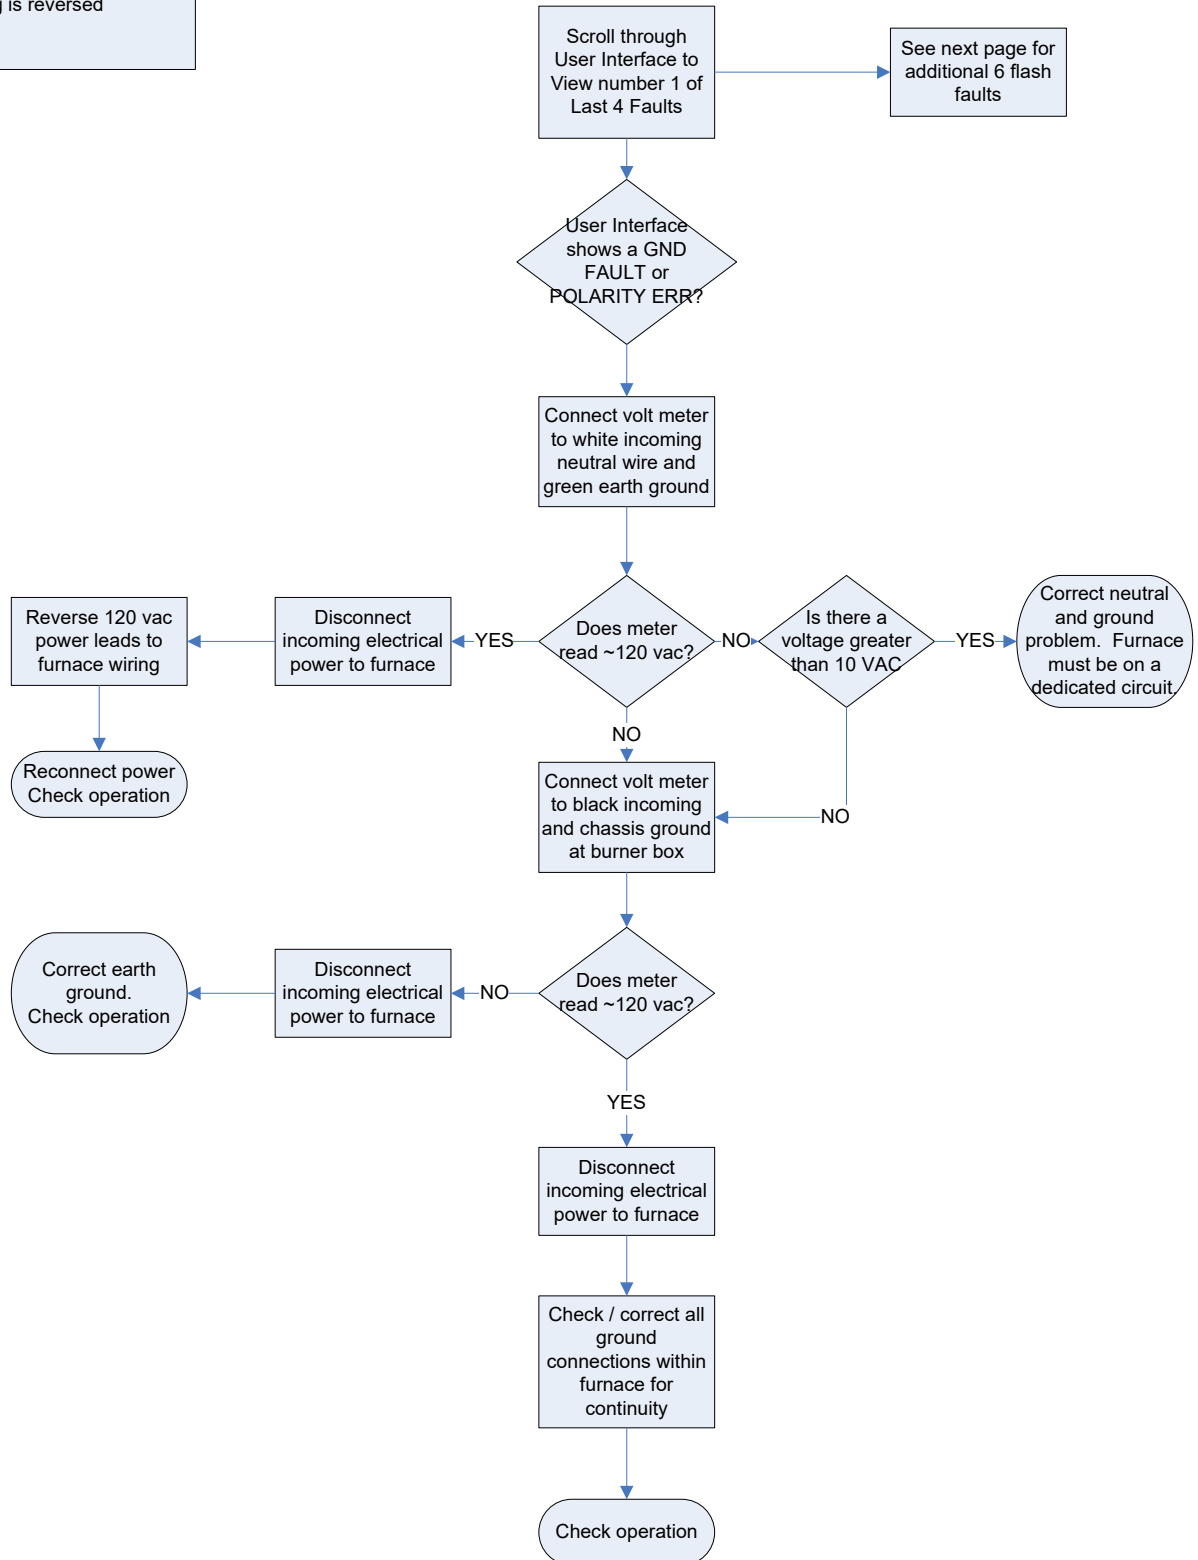 is reversed
Scroll through
User Interface to
View number 1 of
Last 4 Faults
See next page for
additional 6 flash
faults
User Interface
shows a GND
FAULT or
POLARITY ERR?
Connect volt meter
to white incoming
neutral wire and
green earth ground
Reverse 120 vac
power leads to
furnace wiring
Disconnect
incoming electrical
power to furnace
YES
Does meter
read ~120 vac?
NO
Is there a
voltage greater
than 10 VAC
YES
Correct neutral
and ground
problem. Furnace
must be on a
dedicated circuit.
NO
Reconnect power
Check operation
Connect volt meter
to black incoming
and chassis ground
at burner box
NO
Correct earth
ground.
Check operation
Disconnect
incoming electrical
power to furnace
NO
Does meter
read ~120 vac?
YES
Disconnect
incoming electrical
power to furnace
Check / correct all
ground
connections within
furnace for
continuity
Check operation